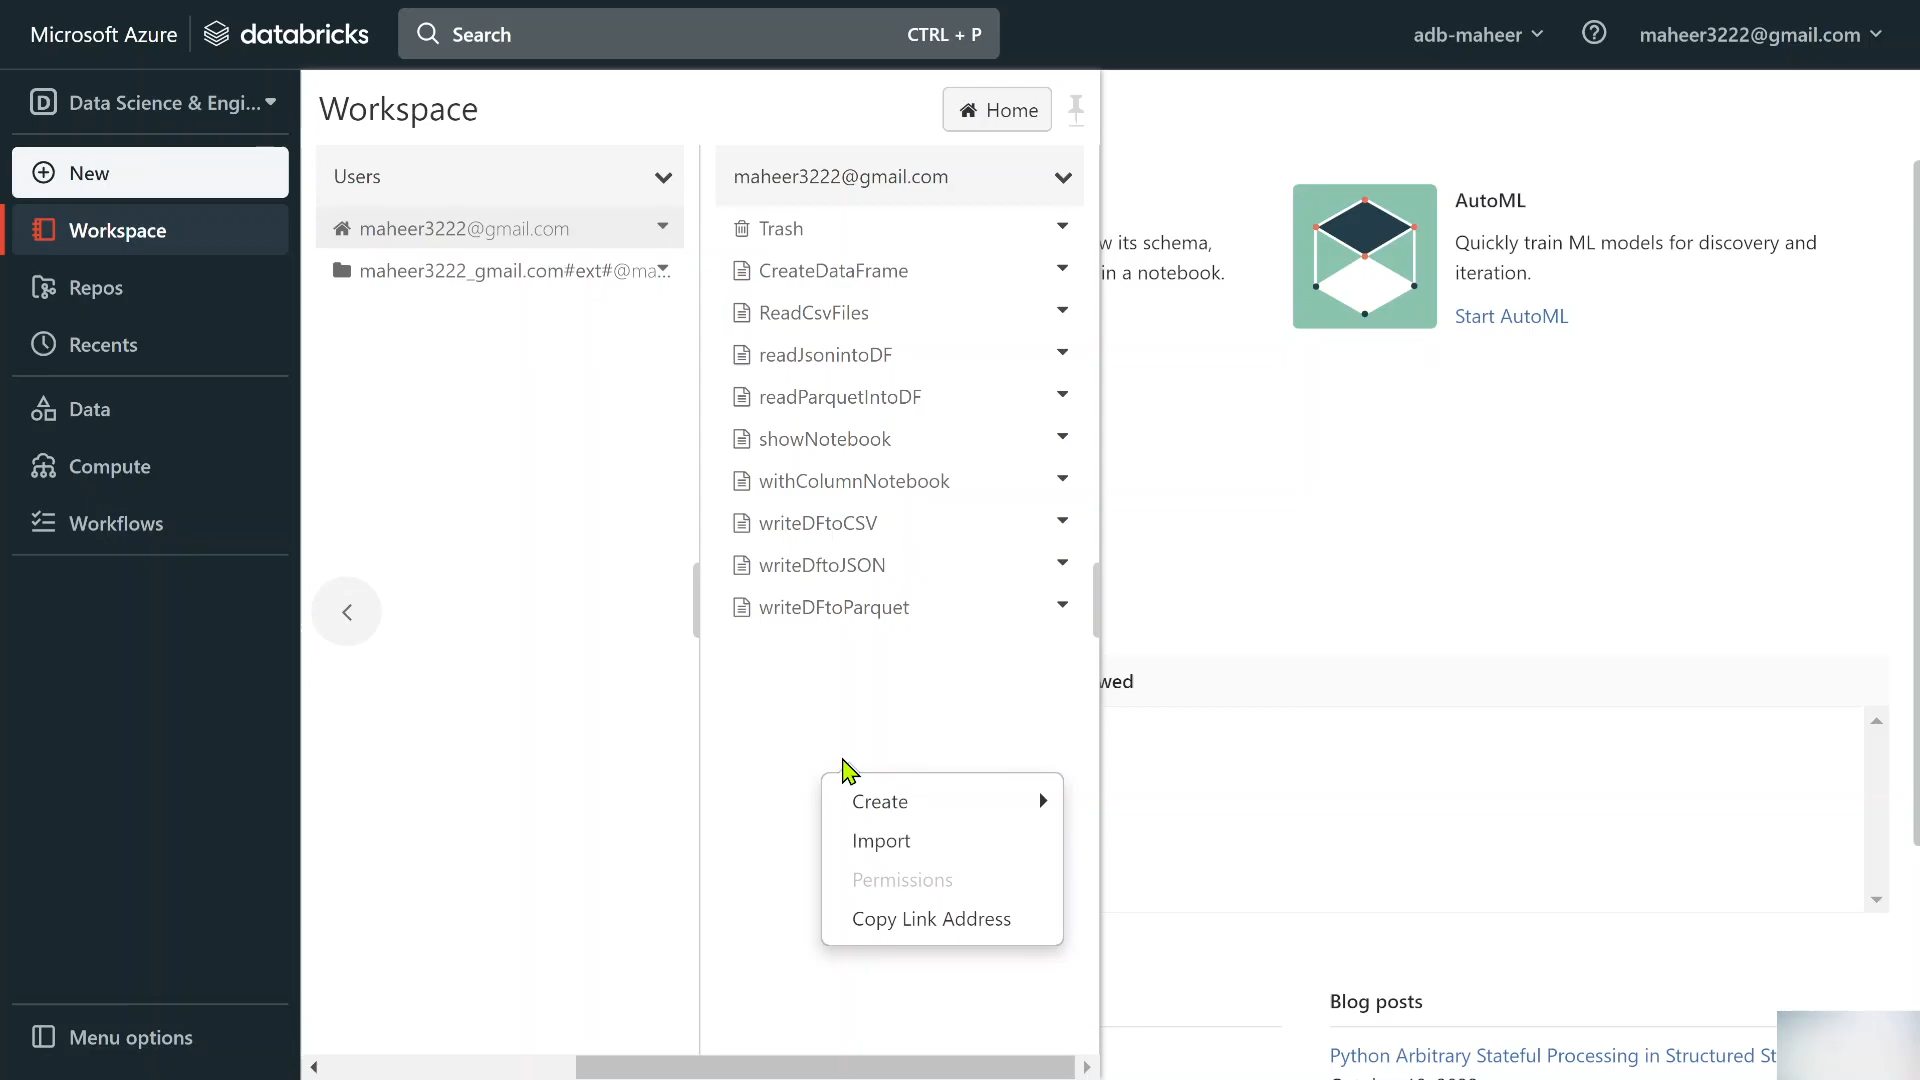 Microsoft Azure
databricks
Search
CTRL + P
adb-maheer
maheer3222@gmail.com
Data Science & Engi...
New
Workspace
Repos
Recents
Data
Compute
Workflows
Menu options
Workspace
Home
Users
maheer3222@gmail.com
maheer3222_gmail.com#ext#@ma...
maheer3222@gmail.com
Trash
CreateDataFrame
ReadCsvFiles
readJsonintoDF
readParquetIntoDF
showNotebook
withColumnNotebook
writeDFtoCSV
writeDftoJSON
writeDFtoParquet
Create
Import
Permissions
Copy Link Address
w its schema,
in a notebook.
AutoML
Quickly train ML models for discovery and
iteration.
Start AutoML
wed
Blog posts
Python Arbitrary Stateful Processing in Structured St